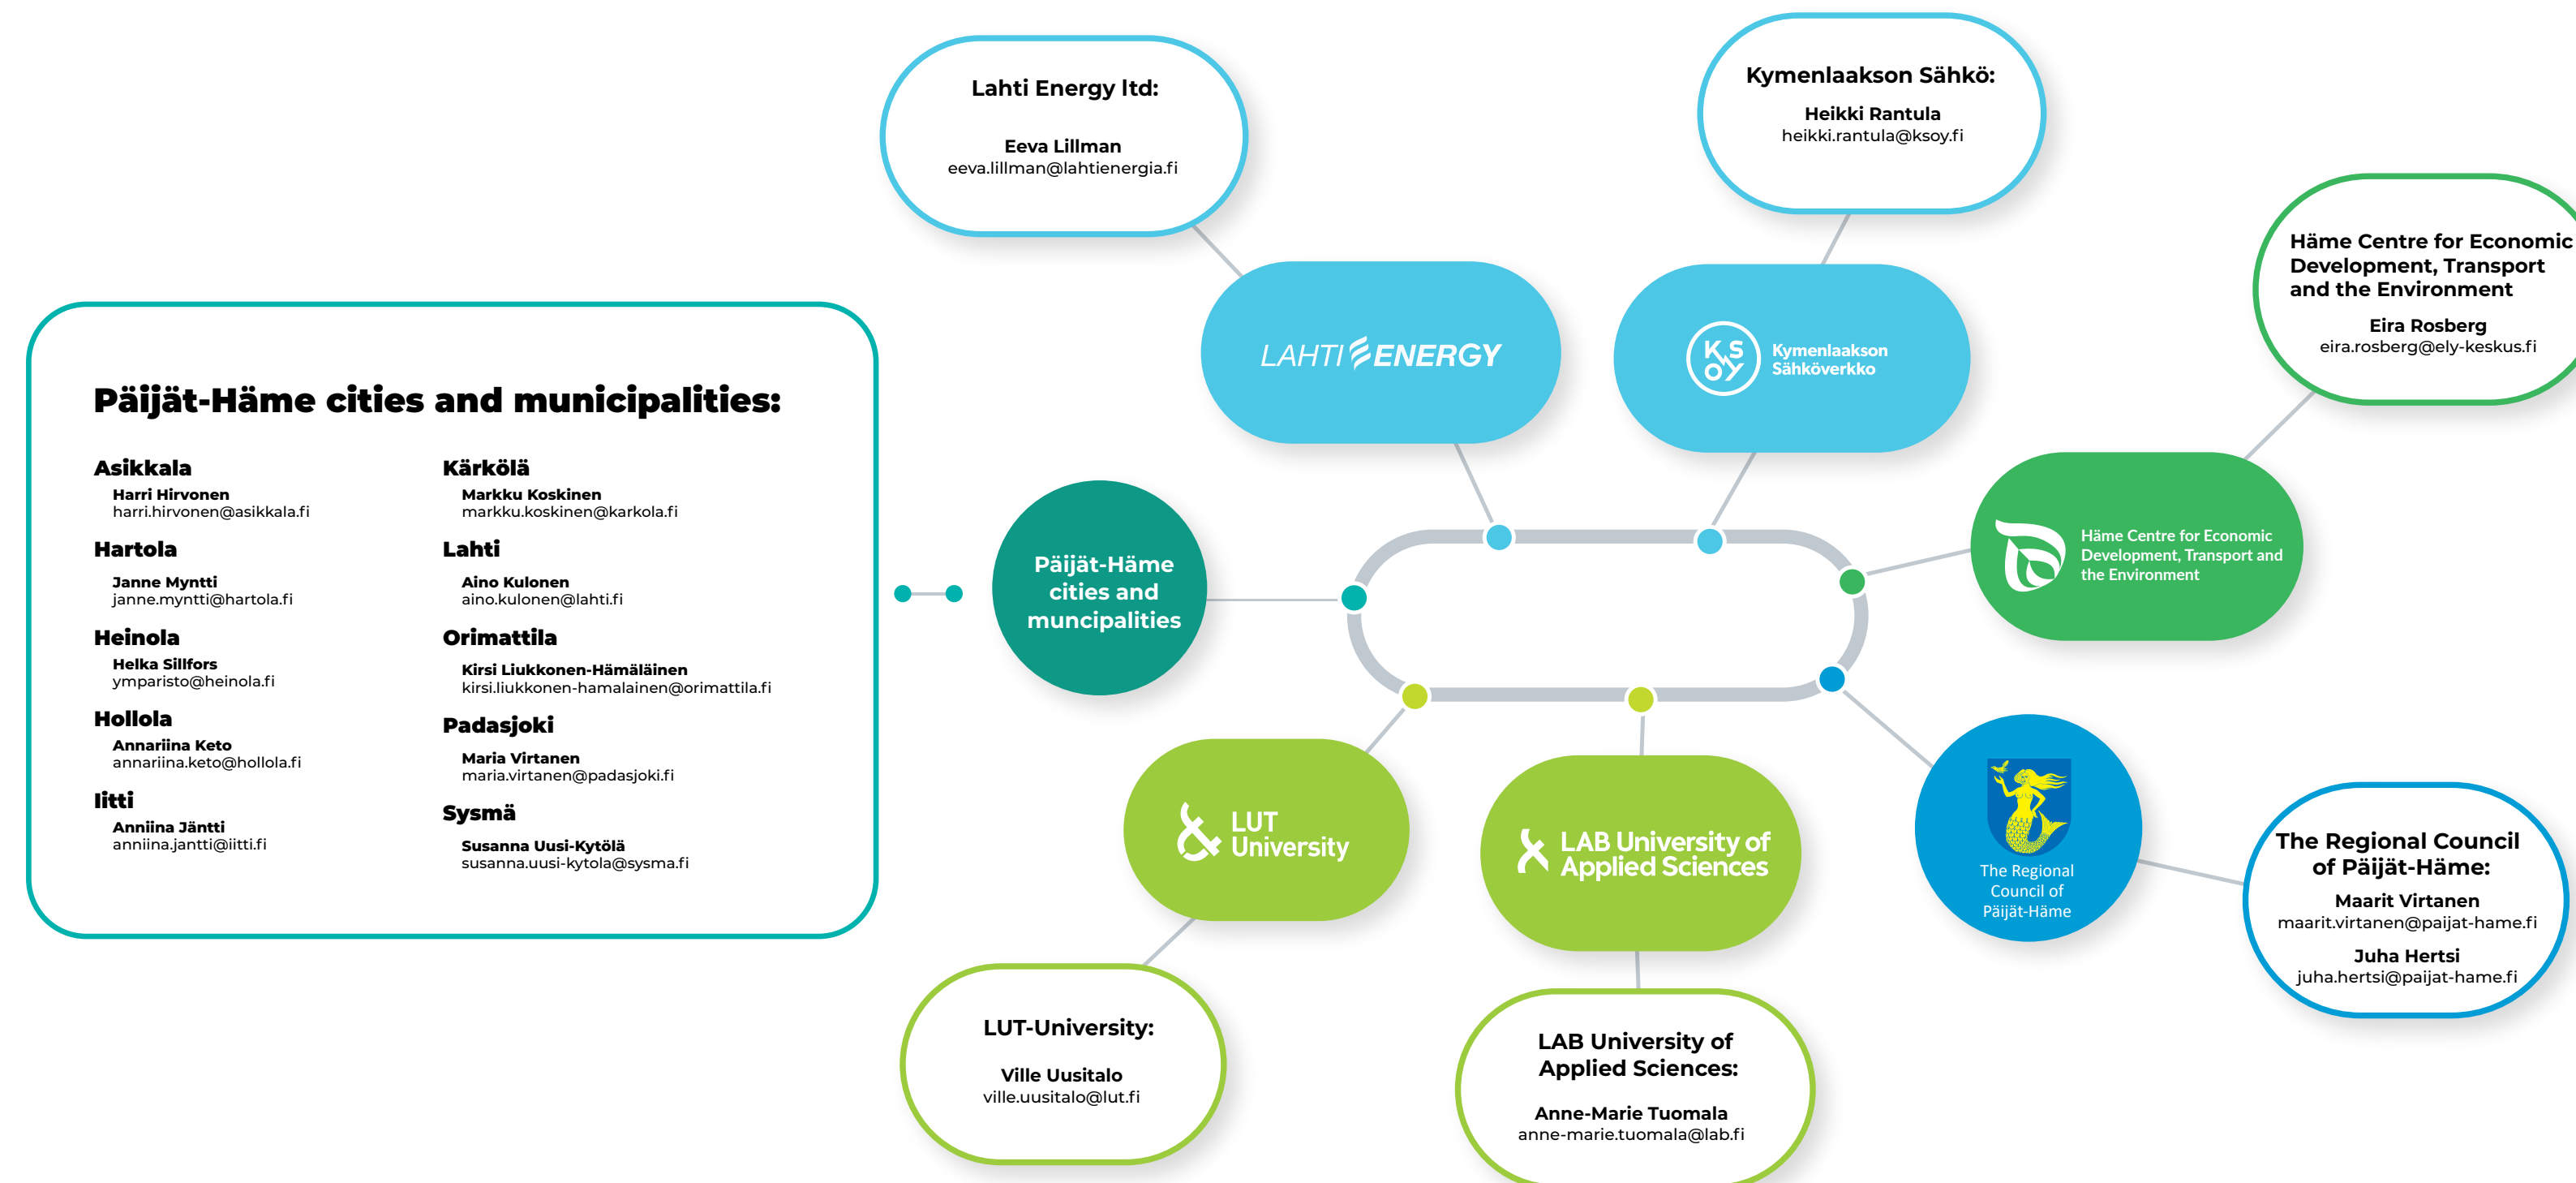 Lahti Energy ltd:
Eeva Lillman
eeva.lillman@lahtienergia.fi
Kymenlaakson Sähkö:
Heikki Rantula
heikki.rantula@ksoy.fi
Häme Centre for Economic
Development, Transport
and the Environment
Eira Rosberg
eira.rosberg@ely-keskus.fi
LAHTI ENERGY
KSOY
Kymenlaakson
Sähköverkko
Häme Centre for Economic
Development, Transport and
the Environment
Päijät-Häme cities and municipalities:
Asikkala
Harri Hirvonen
harri.hirvonen@asikkala.fi
Hartola
Janne Myntti
janne.myntti@hartola.fi
Heinola
Helka Sillfors
ymparisto@heinola.fi
Hollola
Annariina Keto
annariina.keto@hollola.fi
Iitti
Anniina Jäntti
anniina.jantti@iitti.fi
Kärkölä
Markku Koskinen
markku.koskinen@karkola.fi
Lahti
Aino Kulonen
aino.kulonen@lahti.fi
Orimattila
Kirsi Liukkonen-Hämäläinen
kirsi.liukkonen-hamalainen@orimattila.fi
Padasjoki
Maria Virtanen
maria.virtanen@padasjoki.fi
Sysmä
Susanna Uusi-Kytölä
susanna.uusi-kytola@sysma.fi
Päijät-Häme
cities and
muncipalities
LUT
University
LAB University of
Applied Sciences
The Regional
Council of
Päijät-Häme
The Regional Council
of Päijät-Häme:
Maarit Virtanen
maarit.virtanen@paijat-hame.fi
Juha Hertsi
juha.hertsi@paijat-hame.fi
LUT-University:
Ville Uusitalo
ville.uusitalo@lut.fi
LAB University of
Applied Sciences:
Anne-Marie Tuomala
anne-marie.tuomala@lab.fi